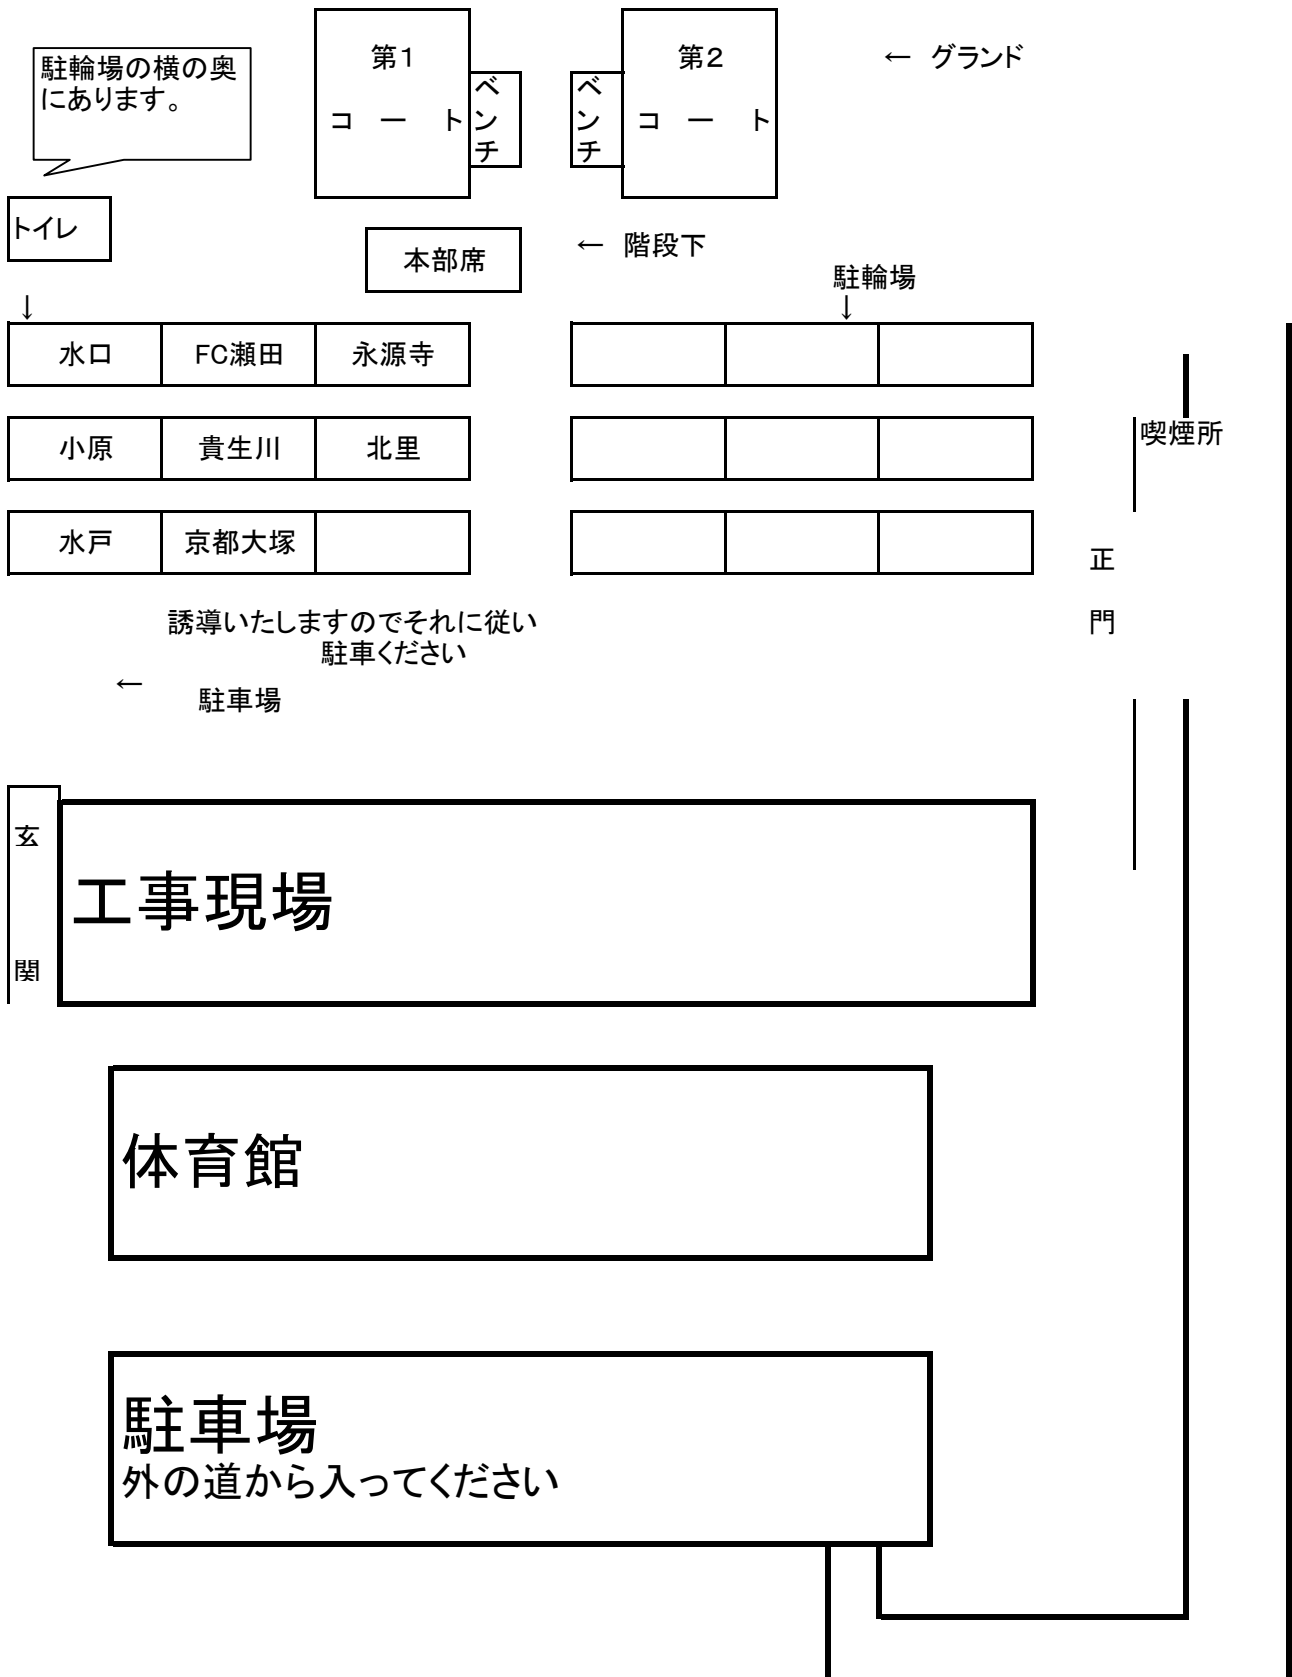 駐輪場の横の奥
にあります。
第1
コート
ベンチ
ベンチ
第2
コート
← グランド
トイレ
本部席
← 階段下
駐輪場
↓
↓
水口 FC瀬田 永源寺
小原 貴生川 北里
水戸 京都大塚
喫煙所
正門
誘導いたしますのでそれに従い
駐車ください
←
駐車場
玄関
工事現場
体育館
駐車場
外の道から入ってください